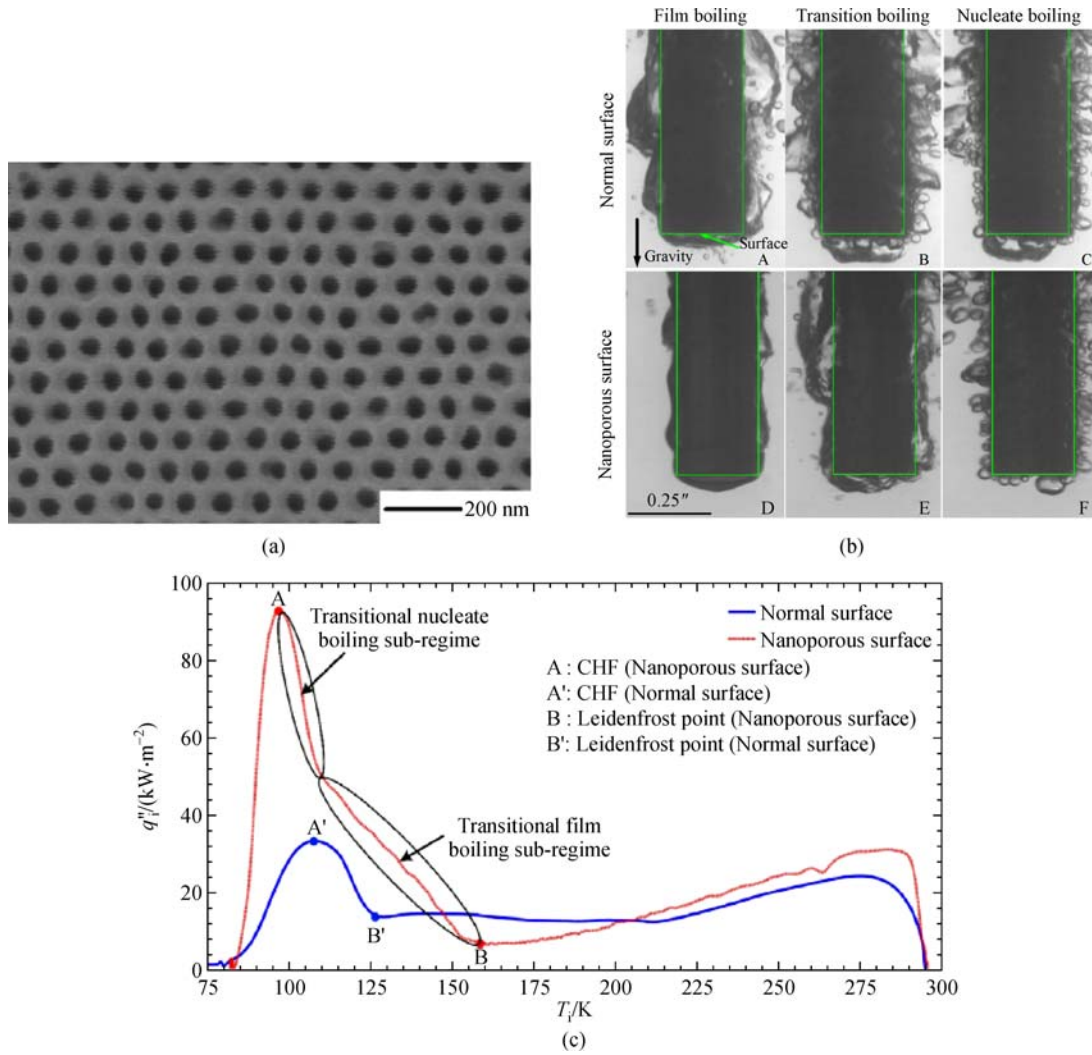 200 nm
(a)
Film boiling Transition boiling Nucleate boiling
Normal surface
Surface
Gravity
A
B
C
Nanoporous surface
0.25″
D
E
F
(b)
100
80
60
40
20
0
q″i/(kW·m−2)
A
Transitional nucleate
boiling sub-regime
Normal surface
Nanoporous surface
A : CHF (Nanoporous surface)
A': CHF (Normal surface)
B : Leidenfrost point (Nanoporous surface)
B': Leidenfrost point (Normal surface)
A'
Transitional film
boiling sub-regime
B'
B
75 100 125 150 175 200 225 250 275 300
Ti/K
(c)